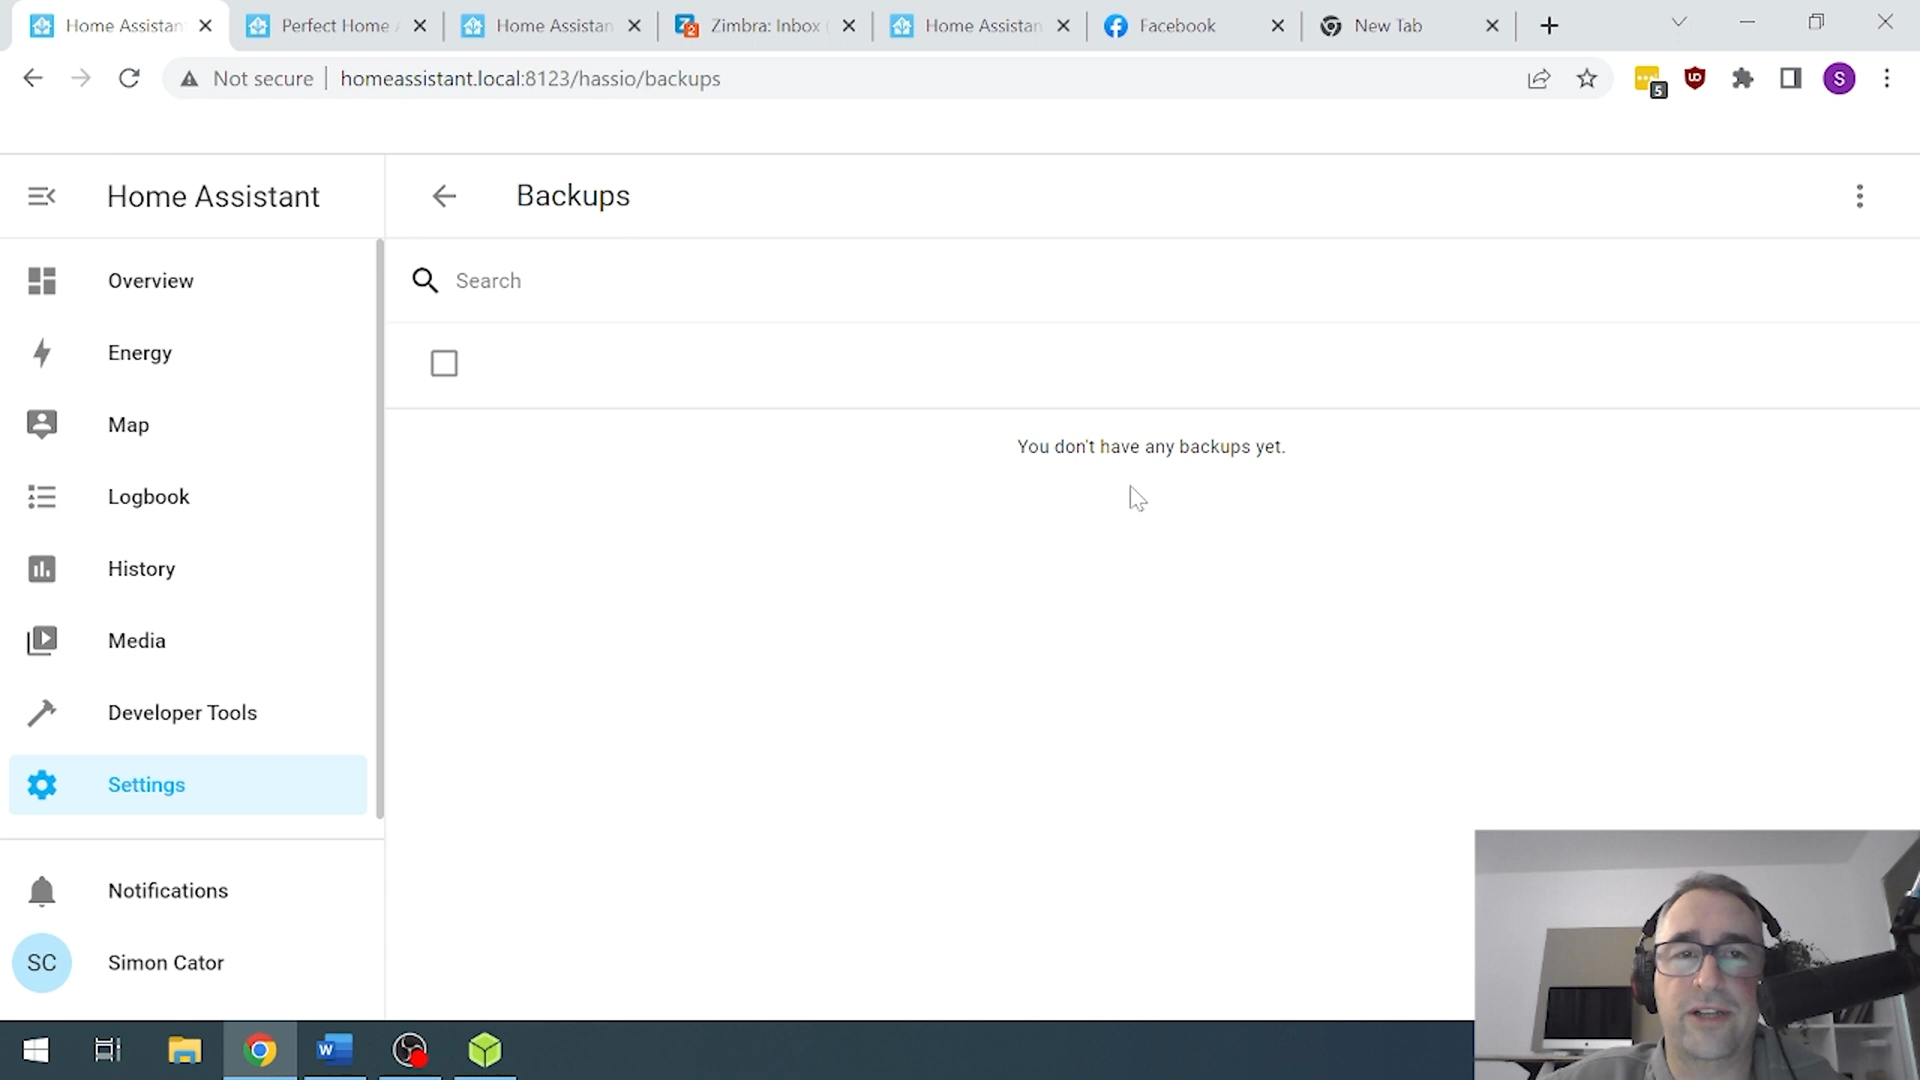 Home Assistan
Perfect Home A
Home Assistan
Zimbra: Inbox (
Home Assistan
Facebook
New Tab
Not secure
homeassistant.local:8123/hassio/backups
5
S
Home Assistant
Backups
Overview
Search
Energy
Map
You don't have any backups yet.
Logbook
History
Media
Developer Tools
Settings
Notifications
SC
Simon Cator